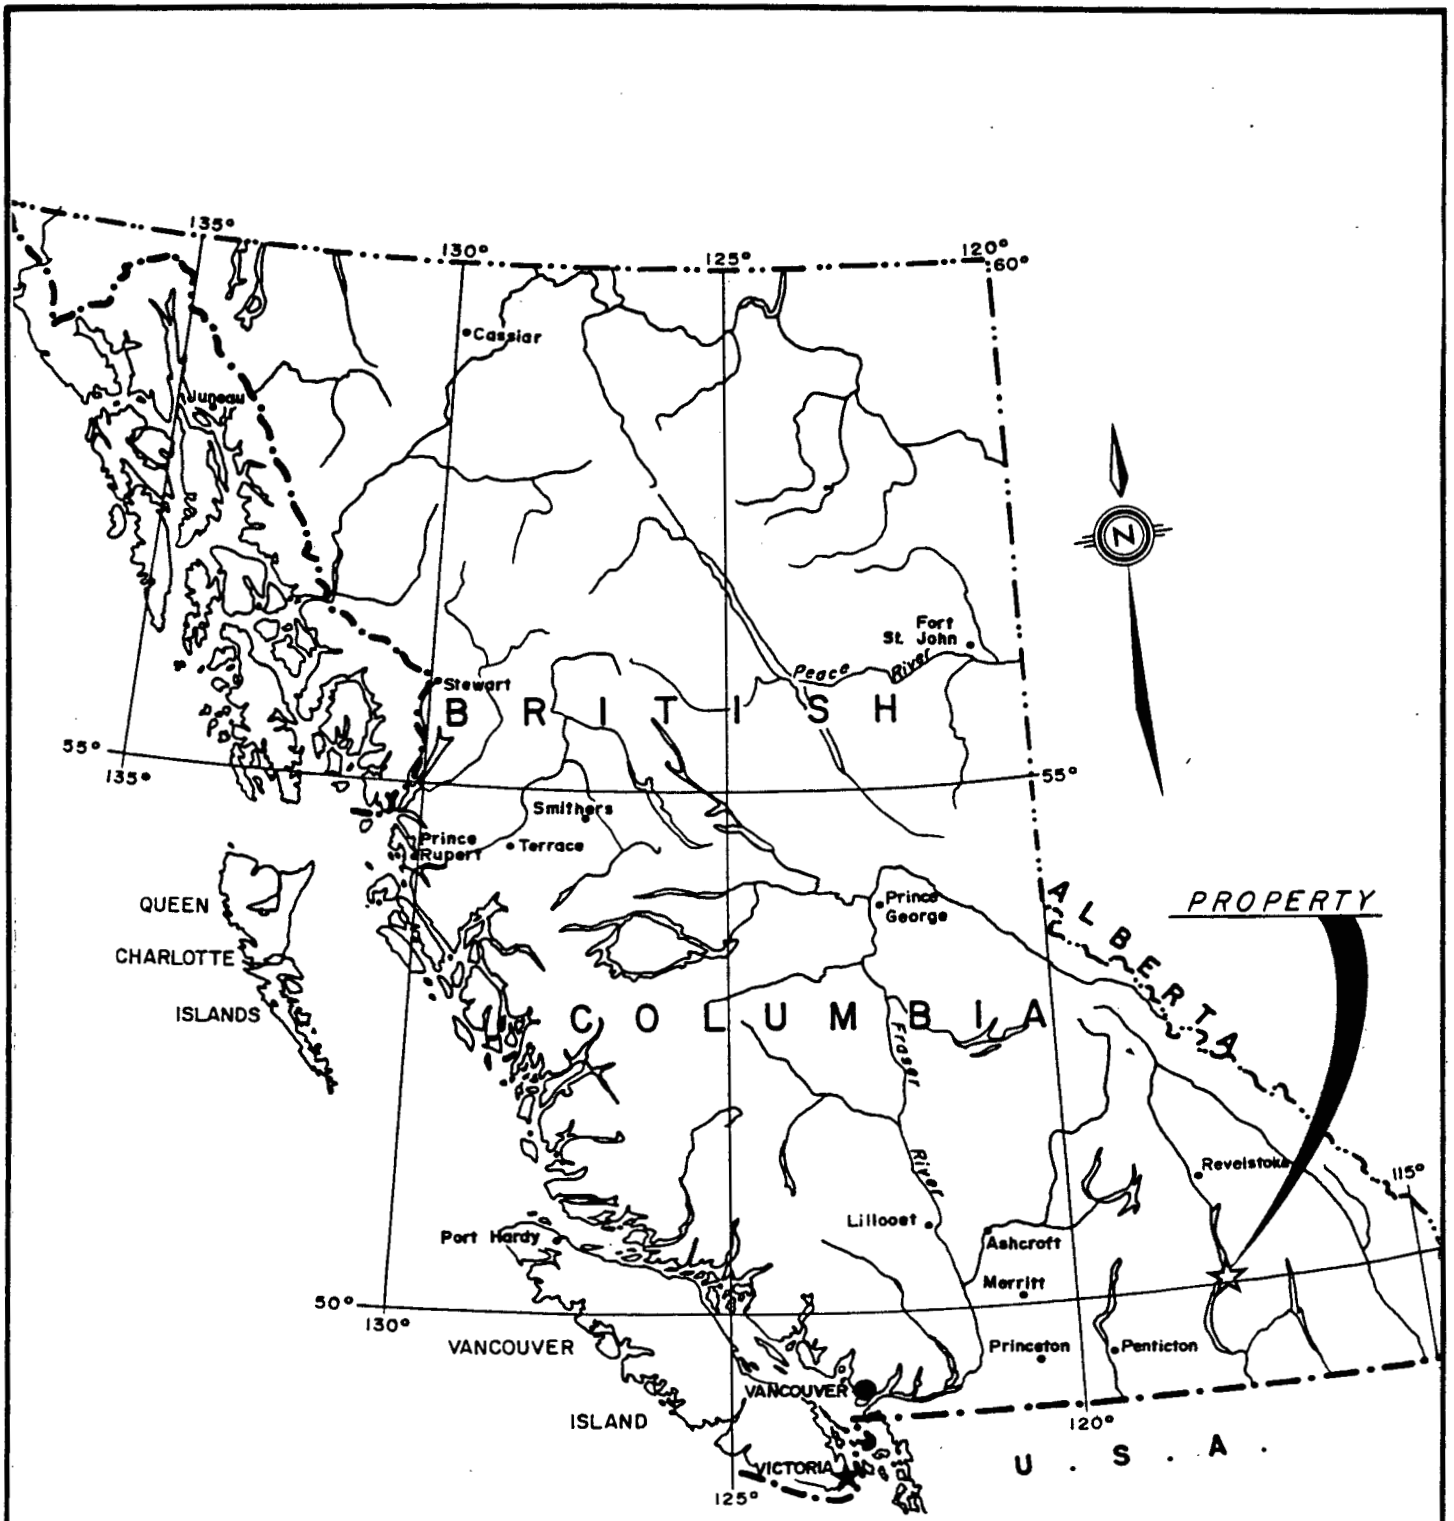 135°
130°
125°
120°
60°
Cassiar
Juneau
N
Fort
St. John
Peace River
Stewart
BRITISH
55°
135°
55°
Smithers
Prince
Rupert
Terrace
ALBERTA
PROPERTY
QUEEN
CHARLOTTE
ISLANDS
Prince
George
COLUMBIA
Fraser
River
Revelstoke
115°
Lillooet
Port Hardy
Ashcroft
Merritt
50°
130°
VANCOUVER
ISLAND
Princeton
Penticton
VANCOUVER
120°
U.S.A.
VICTORIA
125°